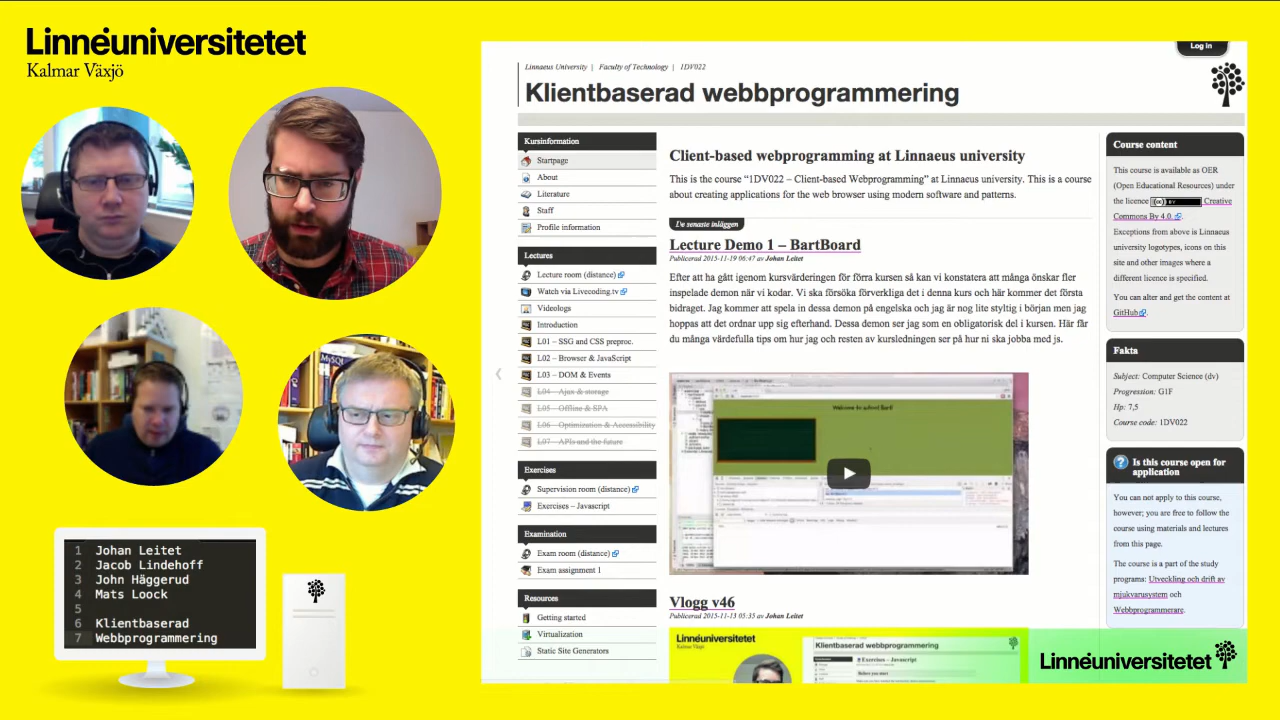 Linnéuniversitetet
Kalmar Växjö
1 Johan Leitet
2 Jacob Lindehoff
3 John Häggerud
4 Mats Loock
5
6 Klientbaserad
7 Webbprogrammering
MySQL
Log in
Linnaeus University | Faculty of Technology | 1DV022
Klientbaserad webbprogrammering
Kursinformation
Startpage
About
Literature
Staff
Profile information
Lectures
Lecture room (distance)
Watch via Livecoding.tv
Videologs
Introduction
L01 – SSG and CSS preproc.
L02 – Browser & JavaScript
L03 – DOM & Events
L04 – Ajax & storage
L05 – Offline & SPA
L06 – Optimization & Accessibility
L07 – APIs and the future
Exercises
Supervision room (distance)
Exercises – Javascript
Examination
Exam room (distance)
Exam assignment 1
Resources
Getting started
Virtualization
Static Site Generators
Client-based webprogramming at Linnaeus university
This is the course “1DV022 – Client-based Webprogramming” at Linnaeus university. This is a course
about creating applications for the web browser using modern software and patterns.
De senaste inläggen
Lecture Demo 1 – BartBoard
Publicerad 2015-11-19 06:47 av Johan Leitet
Efter att ha gått igenom kursvärderingen för förra kursen så kan vi konstatera att många önskar fler
inspelade demon när vi kodar. Vi ska försöka förverkliga det i denna kurs och här kommer det första
bidraget. Jag kommer att spela in dessa demon på engelska och jag är nog lite styltig i början men jag
hoppas att det ordnar upp sig efterhand. Dessa demon ser jag som en obligatorisk del i kursen. Här får
du många värdefulla tips om hur jag och resten av kursledningen ser på hur ni ska jobba med js.
Welcome to school Bart!
Vlogg v46
Publicerad 2015-11-13 05:35 av Johan Leitet
Linnéuniversitetet
Kalmar Växjö
Klientbaserad webbprogrammering
Exercises – Javascript
Before you start
Course content
This course is available as OER
(Open Educational Resources) under
the licence (cc) BY Creative
Commons By 4.0.
Exceptions from above is Linnaeus
university logotypes, icons on this
site and other images where a
different licence is specified.
You can alter and get the content at
GitHub.
Fakta
Subject: Computer Science (dv)
Progression: G1F
Hp: 7,5
Course code: 1DV022
Is this course open for
application
You can not apply to this course,
however; you are free to follow the
course using materials and lectures
from this page.
The course is a part of the study
programs: Utveckling och drift av
mjukvarusystem och
Webbprogrammerare.
Linnéuniversitetet